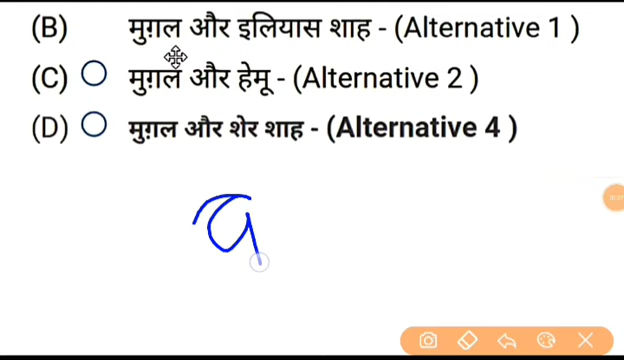 (B) मुग़ल और इलियास शाह - (Alternative 1 )
(C) मुग़ल और हेमू - (Alternative 2 )
(D) मुग़ल और शेर शाह - (Alternative 4 )